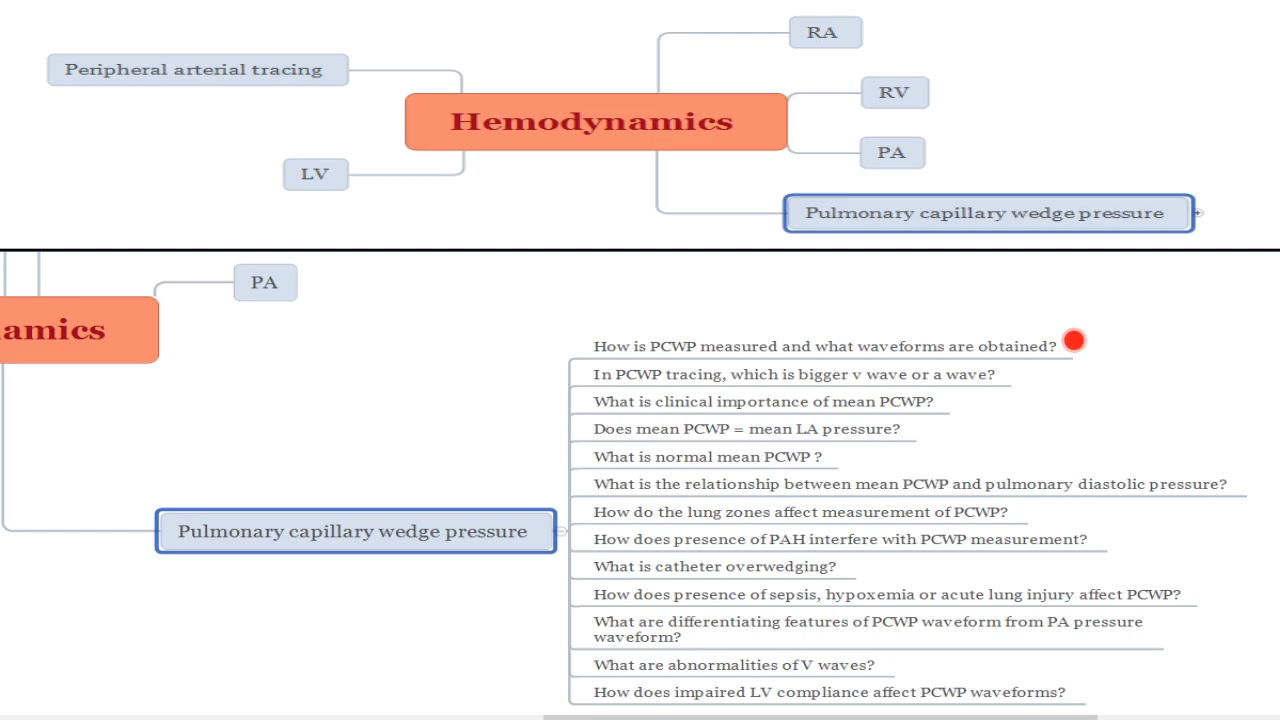 RA
Peripheral arterial tracing
RV
Hemodynamics
PA
LV
Pulmonary capillary wedge pressure
PA
amics
How is PCWP measured and what waveforms are obtained?
In PCWP tracing, which is bigger v wave or a wave?
What is clinical importance of mean PCWP?
Does mean PCWP = mean LA pressure?
What is normal mean PCWP ?
What is the relationship between mean PCWP and pulmonary diastolic pressure?
How do the lung zones affect measurement of PCWP?
Pulmonary capillary wedge pressure
How does presence of PAH interfere with PCWP measurement?
What is catheter overwedging?
How does presence of sepsis, hypoxemia or acute lung injury affect PCWP?
What are differentiating features of PCWP waveform from PA pressure
waveform?
What are abnormalities of V waves?
How does impaired LV compliance affect PCWP waveforms?